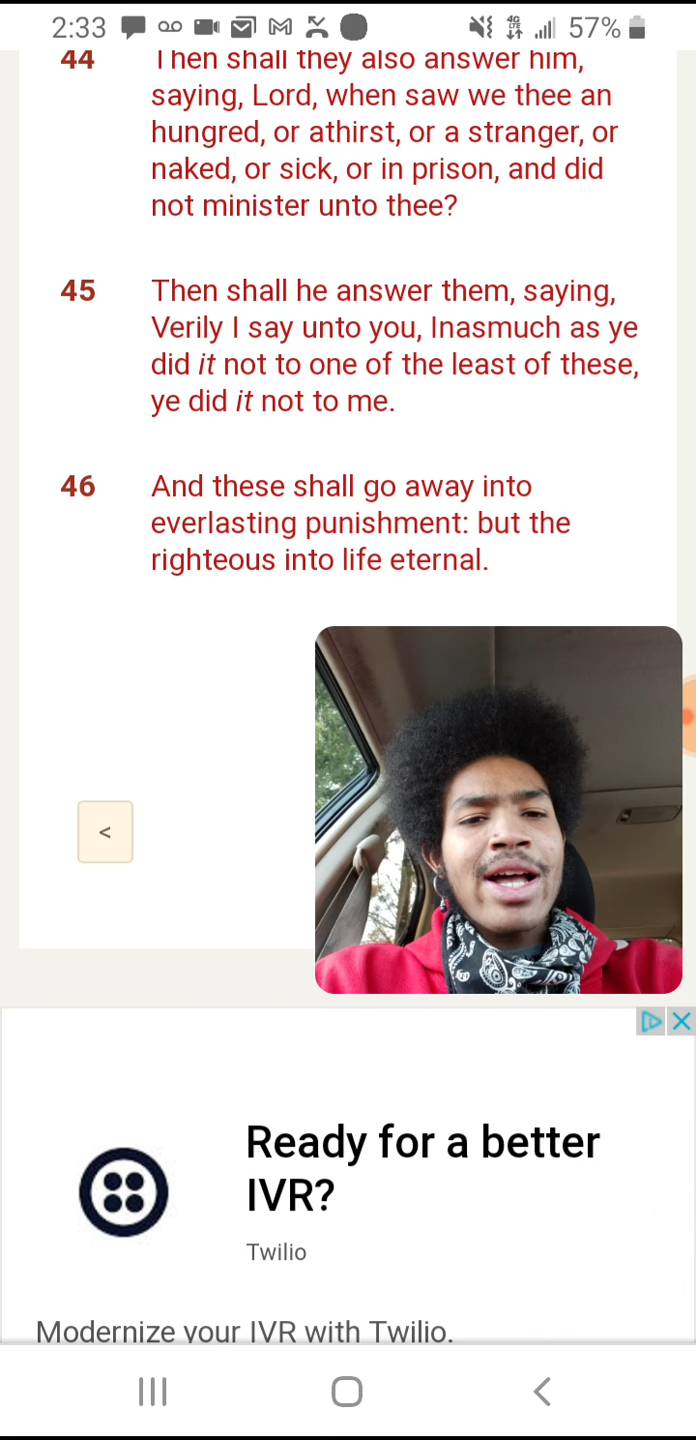 2:33 4G LTE 57%
44 Then shall they also answer him,
saying, Lord, when saw we thee an
hungred, or athirst, or a stranger, or
naked, or sick, or in prison, and did
not minister unto thee?
45 Then shall he answer them, saying,
Verily I say unto you, Inasmuch as ye
did it not to one of the least of these,
ye did it not to me.
46 And these shall go away into
everlasting punishment: but the
righteous into life eternal.
<
Ready for a better
IVR?
Twilio
Modernize your IVR with Twilio.